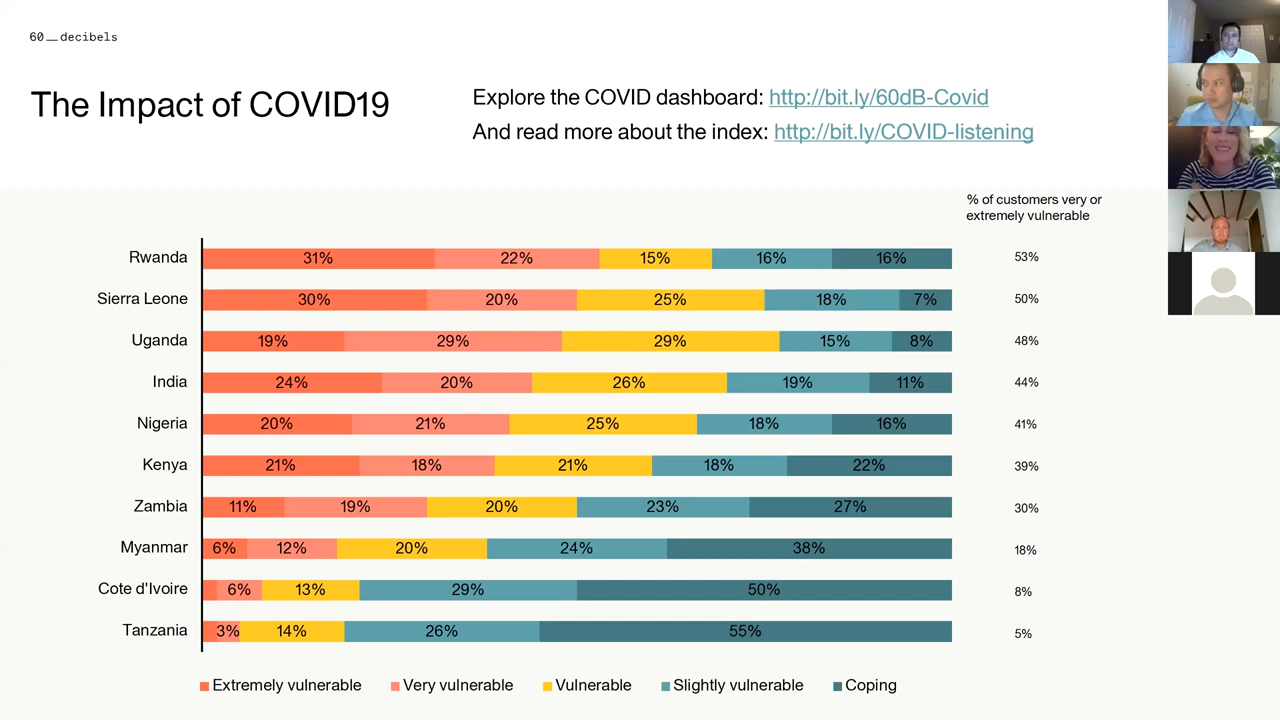 60__decibels
The Impact of COVID19
Explore the COVID dashboard: http://bit.ly/60dB-Covid
And read more about the index: http://bit.ly/COVID-listening
% of customers very or
extremely vulnerable
Rwanda 31% 22% 15% 16% 16% 53%
Sierra Leone 30% 20% 25% 18% 7% 50%
Uganda 19% 29% 29% 15% 8% 48%
India 24% 20% 26% 19% 11% 44%
Nigeria 20% 21% 25% 18% 16% 41%
Kenya 21% 18% 21% 18% 22% 39%
Zambia 11% 19% 20% 23% 27% 30%
Myanmar 6% 12% 20% 24% 38% 18%
Cote d'Ivoire 6% 13% 29% 50% 8%
Tanzania 3% 14% 26% 55% 5%
Extremely vulnerable Very vulnerable Vulnerable Slightly vulnerable Coping